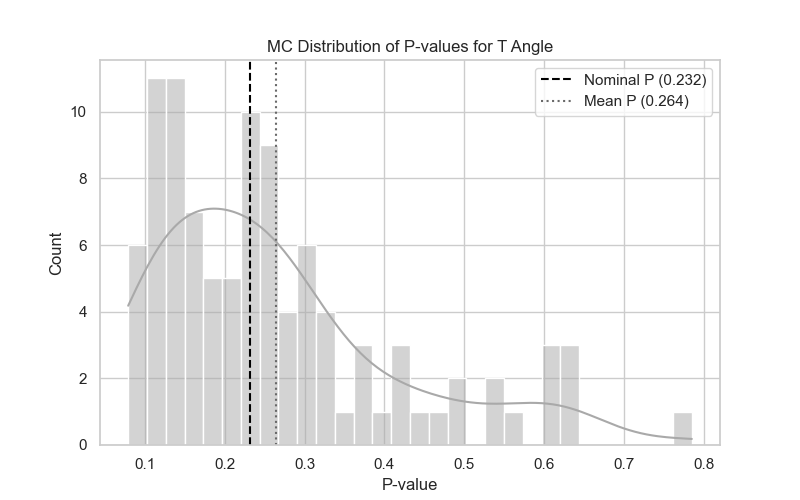 MC Distribution of P-values for T Angle
Nominal P (0.232)
Mean P (0.264)
Count
10
8
6
4
2
0
0.1 0.2 0.3 0.4 0.5 0.6 0.7 0.8
P-value